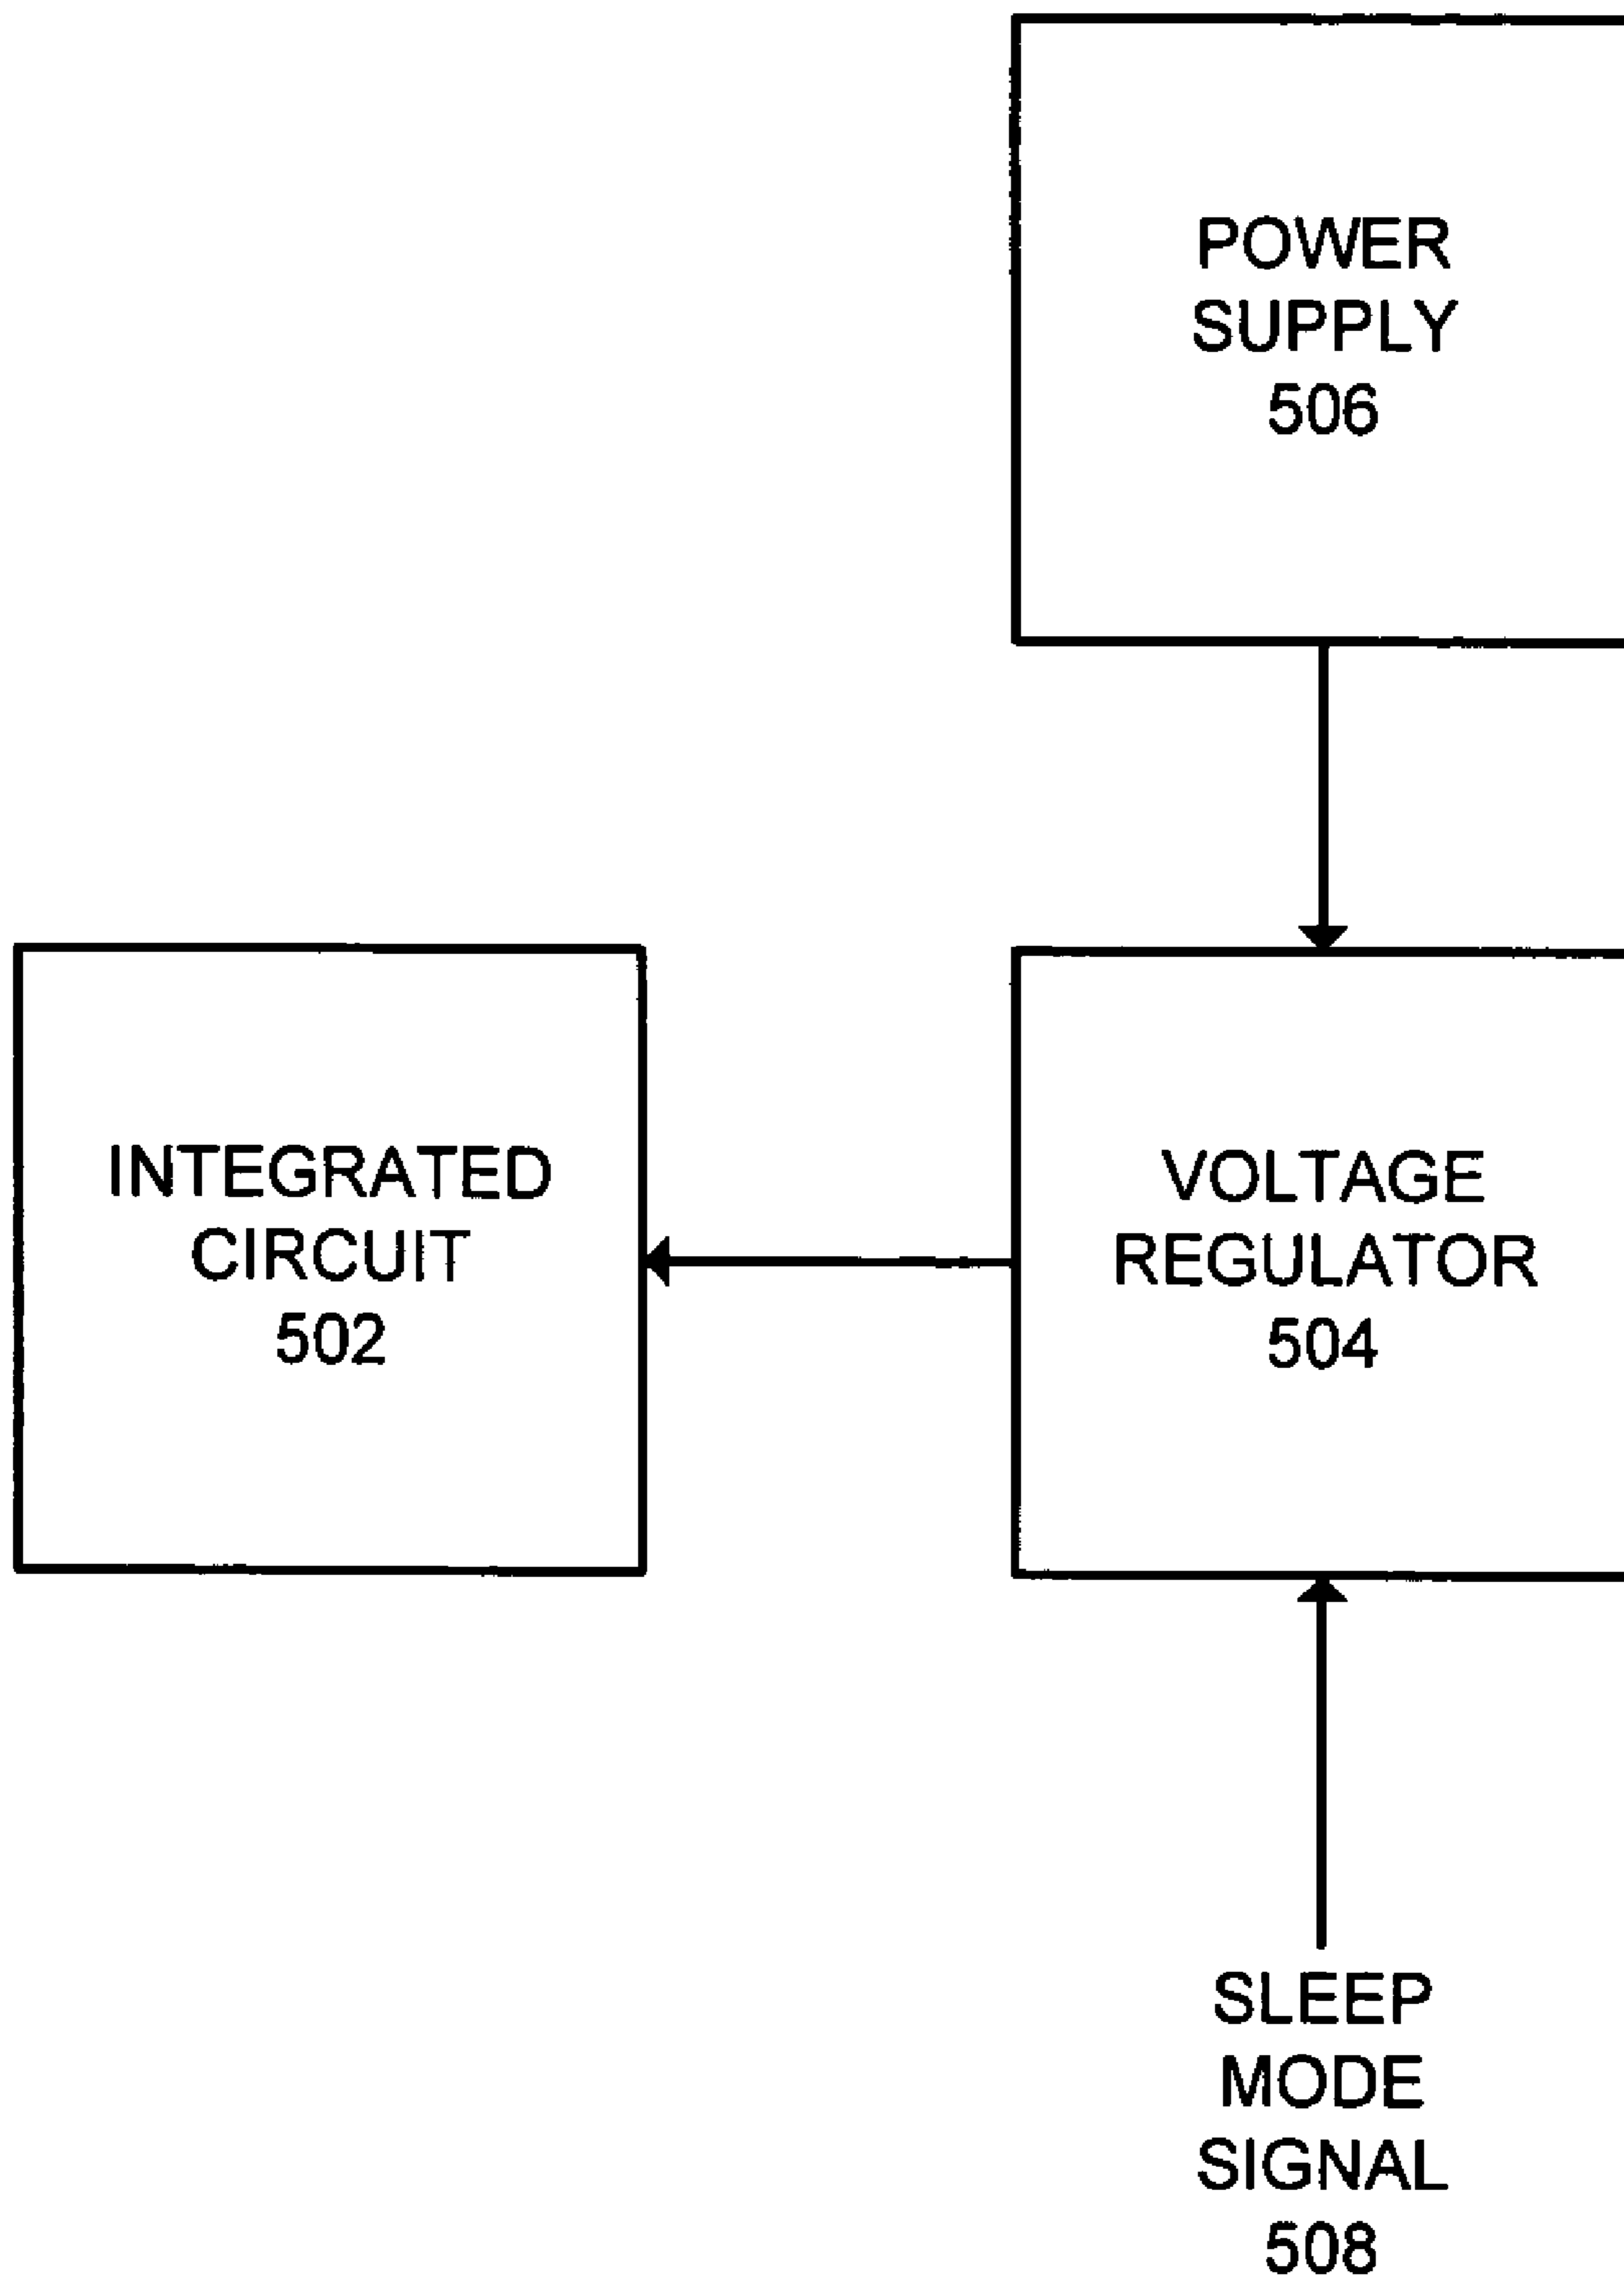 POWER
SUPPLY
506
INTEGRATED
CIRCUIT
502
VOLTAGE
REGULATOR
504
SLEEP
MODE
SIGNAL
508